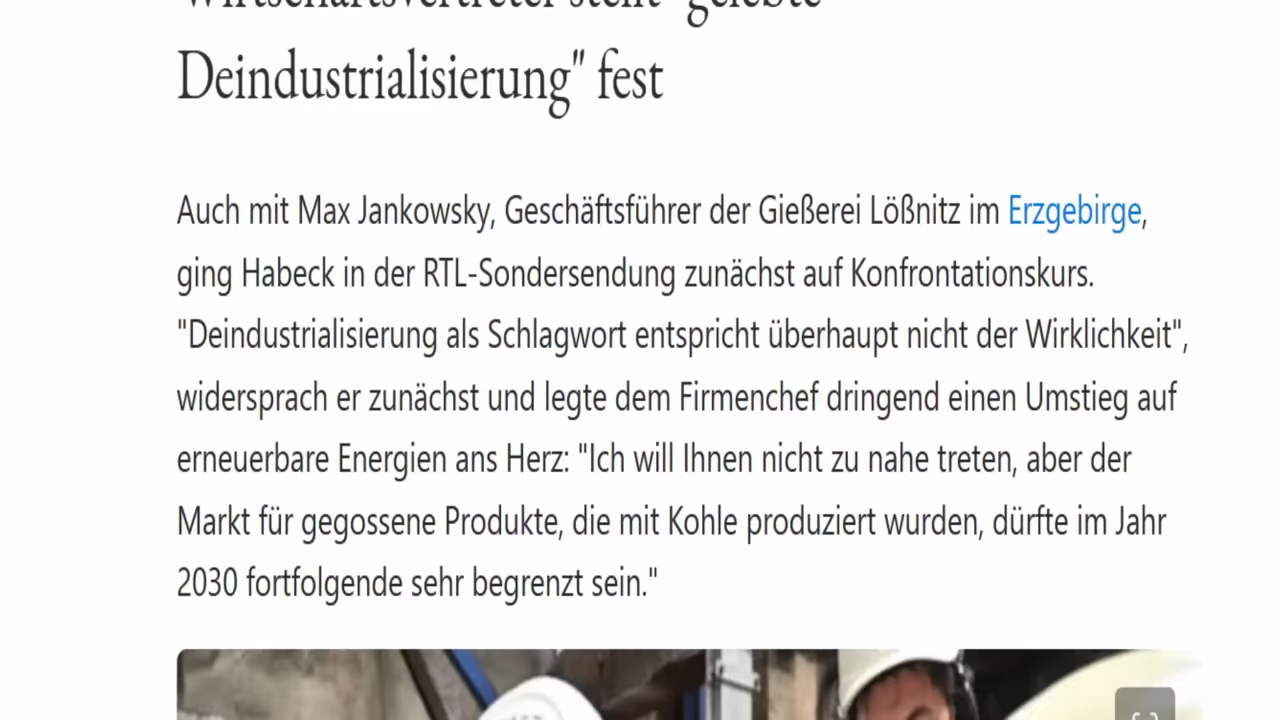 Wirtschaftsvertreter stellt "gelebte
Deindustrialisierung" fest
Auch mit Max Jankowsky, Geschäftsführer der Gießerei Lößnitz im Erzgebirge,
ging Habeck in der RTL-Sondersendung zunächst auf Konfrontationskurs.
"Deindustrialisierung als Schlagwort entspricht überhaupt nicht der Wirklichkeit",
widersprach er zunächst und legte dem Firmenchef dringend einen Umstieg auf
erneuerbare Energien ans Herz: "Ich will Ihnen nicht zu nahe treten, aber der
Markt für gegossene Produkte, die mit Kohle produziert wurden, dürfte im Jahr
2030 fortfolgende sehr begrenzt sein."